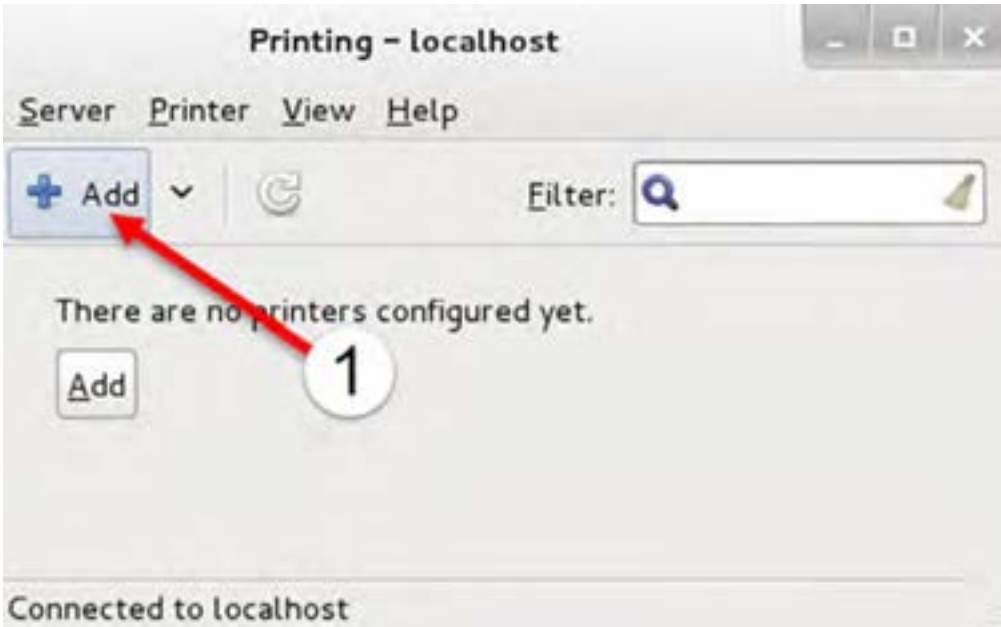 Printing – localhost
Server Printer View Help
Add Filter:
There are no printers configured yet.
Add
1
Connected to localhost